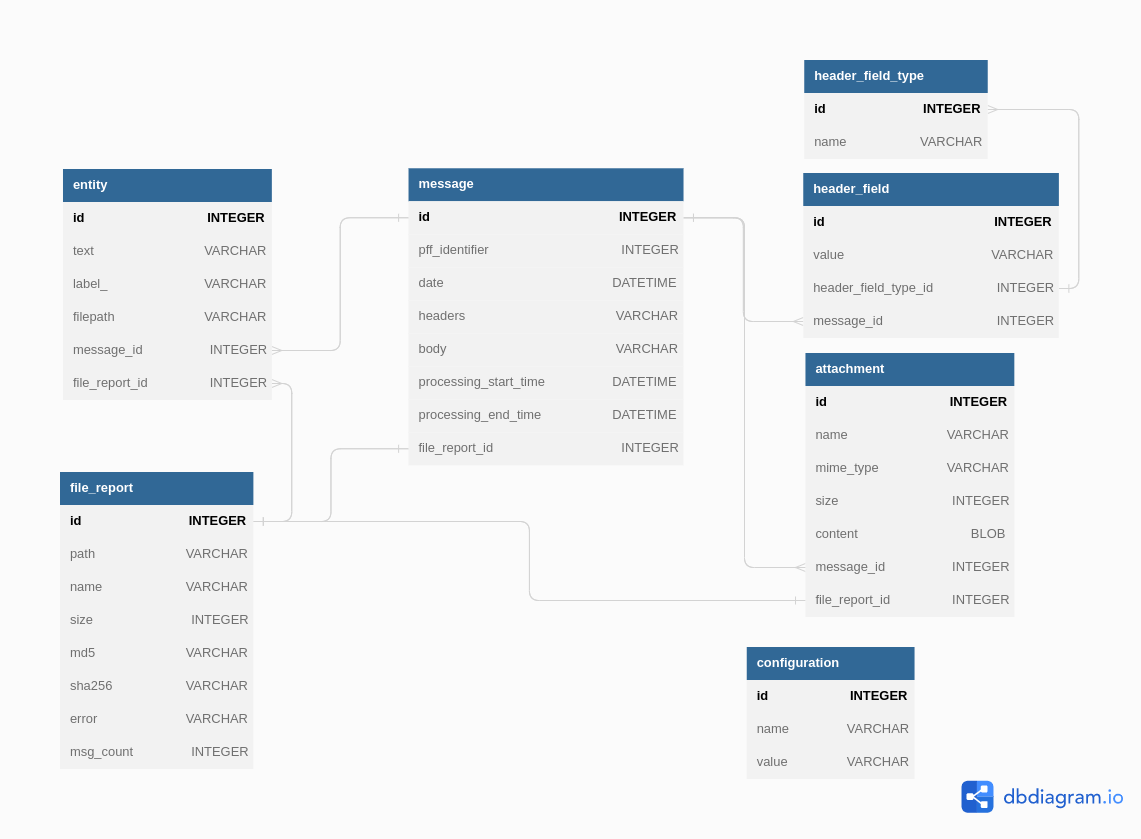 header_field_type
id INTEGER
name VARCHAR
entity
id INTEGER
text VARCHAR
label_ VARCHAR
filepath VARCHAR
message_id INTEGER
file_report_id INTEGER
message
id INTEGER
pff_identifier INTEGER
date DATETIME
headers VARCHAR
body VARCHAR
processing_start_time DATETIME
processing_end_time DATETIME
file_report_id INTEGER
header_field
id INTEGER
value VARCHAR
header_field_type_id INTEGER
message_id INTEGER
attachment
id INTEGER
name VARCHAR
mime_type VARCHAR
size INTEGER
content BLOB
message_id INTEGER
file_report_id INTEGER
file_report
id INTEGER
path VARCHAR
name VARCHAR
size INTEGER
md5 VARCHAR
sha256 VARCHAR
error VARCHAR
msg_count INTEGER
configuration
id INTEGER
name VARCHAR
value VARCHAR
dbdiagram.io